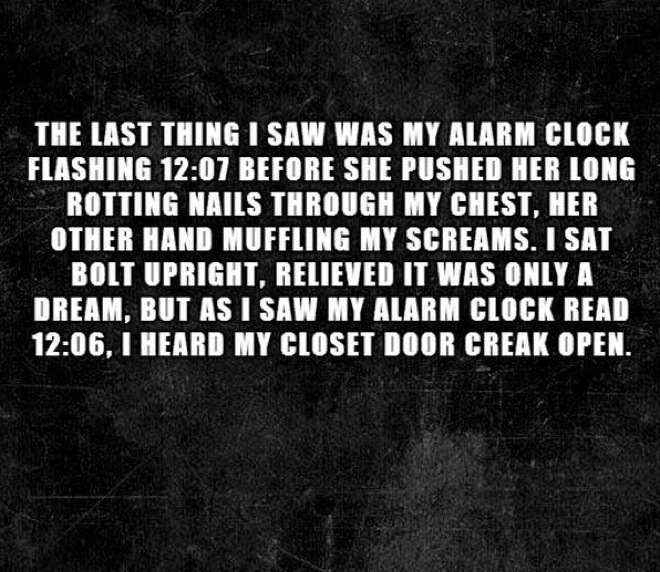 THE LAST THING I SAW WAS MY ALARM CLOCK
FLASHING 12:07 BEFORE SHE PUSHED HER LONG
ROTTING NAILS THROUGH MY CHEST, HER
OTHER HAND MUFFLING MY SCREAMS. I SAT
BOLT UPRIGHT, RELIEVED IT WAS ONLY A
DREAM, BUT AS I SAW MY ALARM CLOCK READ
12:06, I HEARD MY CLOSET DOOR CREAK OPEN.